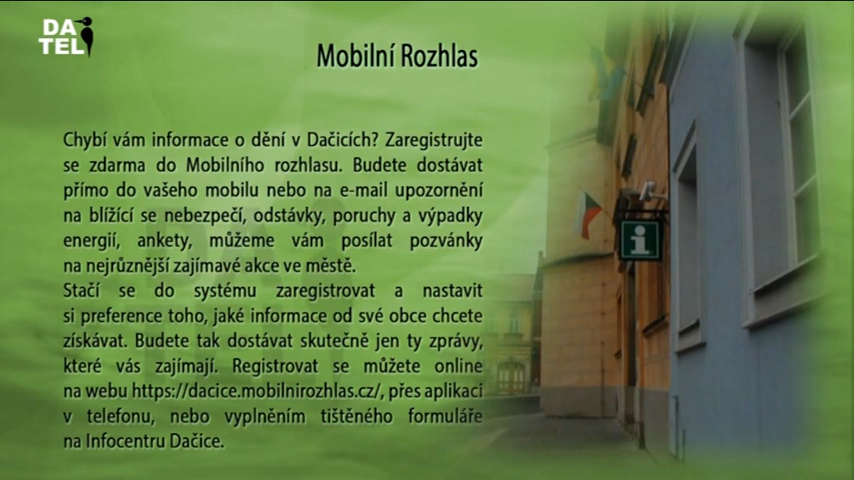 DA
TEL
Mobilní Rozhlas
Chybí vám informace o dění v Dačicích? Zaregistrujte
se zdarma do Mobilního rozhlasu. Budete dostávat
přímo do vašeho mobilu nebo na e-mail upozornění
na blížící se nebezpečí, odstávky, poruchy a výpadky
energií, ankety, můžeme vám posílat pozvánky
na nejrůznější zajímavé akce ve městě.
Stačí se do systému zaregistrovat a nastavit
si preference toho, jaké informace od své obce chcete
získávat. Budete tak dostávat skutečně jen ty zprávy,
které vás zajímají. Registrovat se můžete online
na webu https://dacice.mobilnirozhlas.cz/, přes aplikaci
v telefonu, nebo vyplněním tištěného formuláře
na Infocentru Dačice.
i